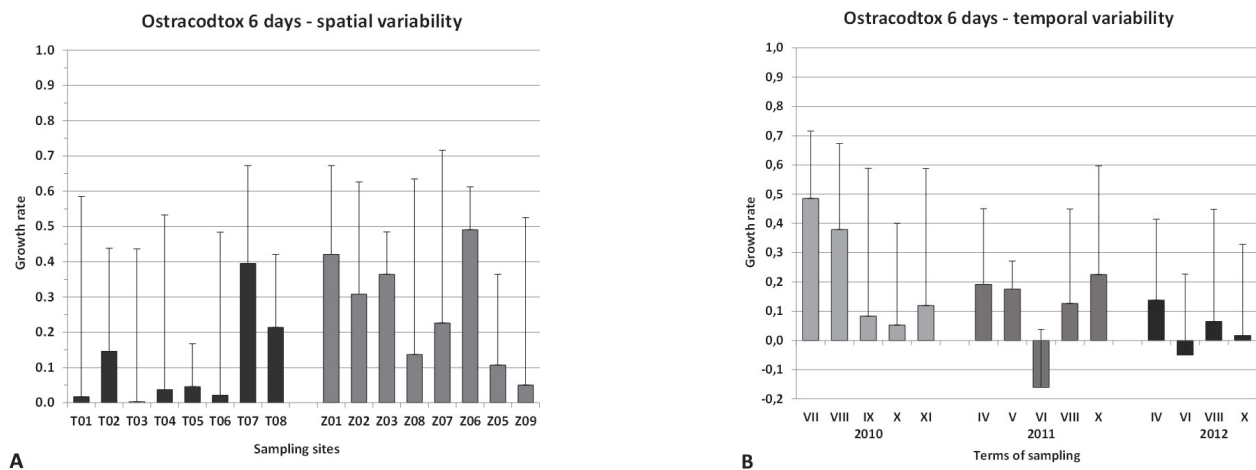 Ostracodtox 6 days - spatial variability
Growth rate
1.0
0.9
0.8
0.7
0.6
0.5
0.4
0.3
0.2
0.1
0.0
T01 T02 T03 T04 T05 T06 T07 T08 Z01 Z02 Z03 Z08 Z07 Z06 Z05 Z09
Sampling sites
A
Ostracodtox 6 days - temporal variability
Growth rate
1,0
0,9
0,8
0,7
0,6
0,5
0,4
0,3
0,2
0,1
0,0
-0,1
-0,2
VII VIII IX X XI IV V VI VIII X IV VI VIII X
2010 2011 2012
Terms of sampling
B